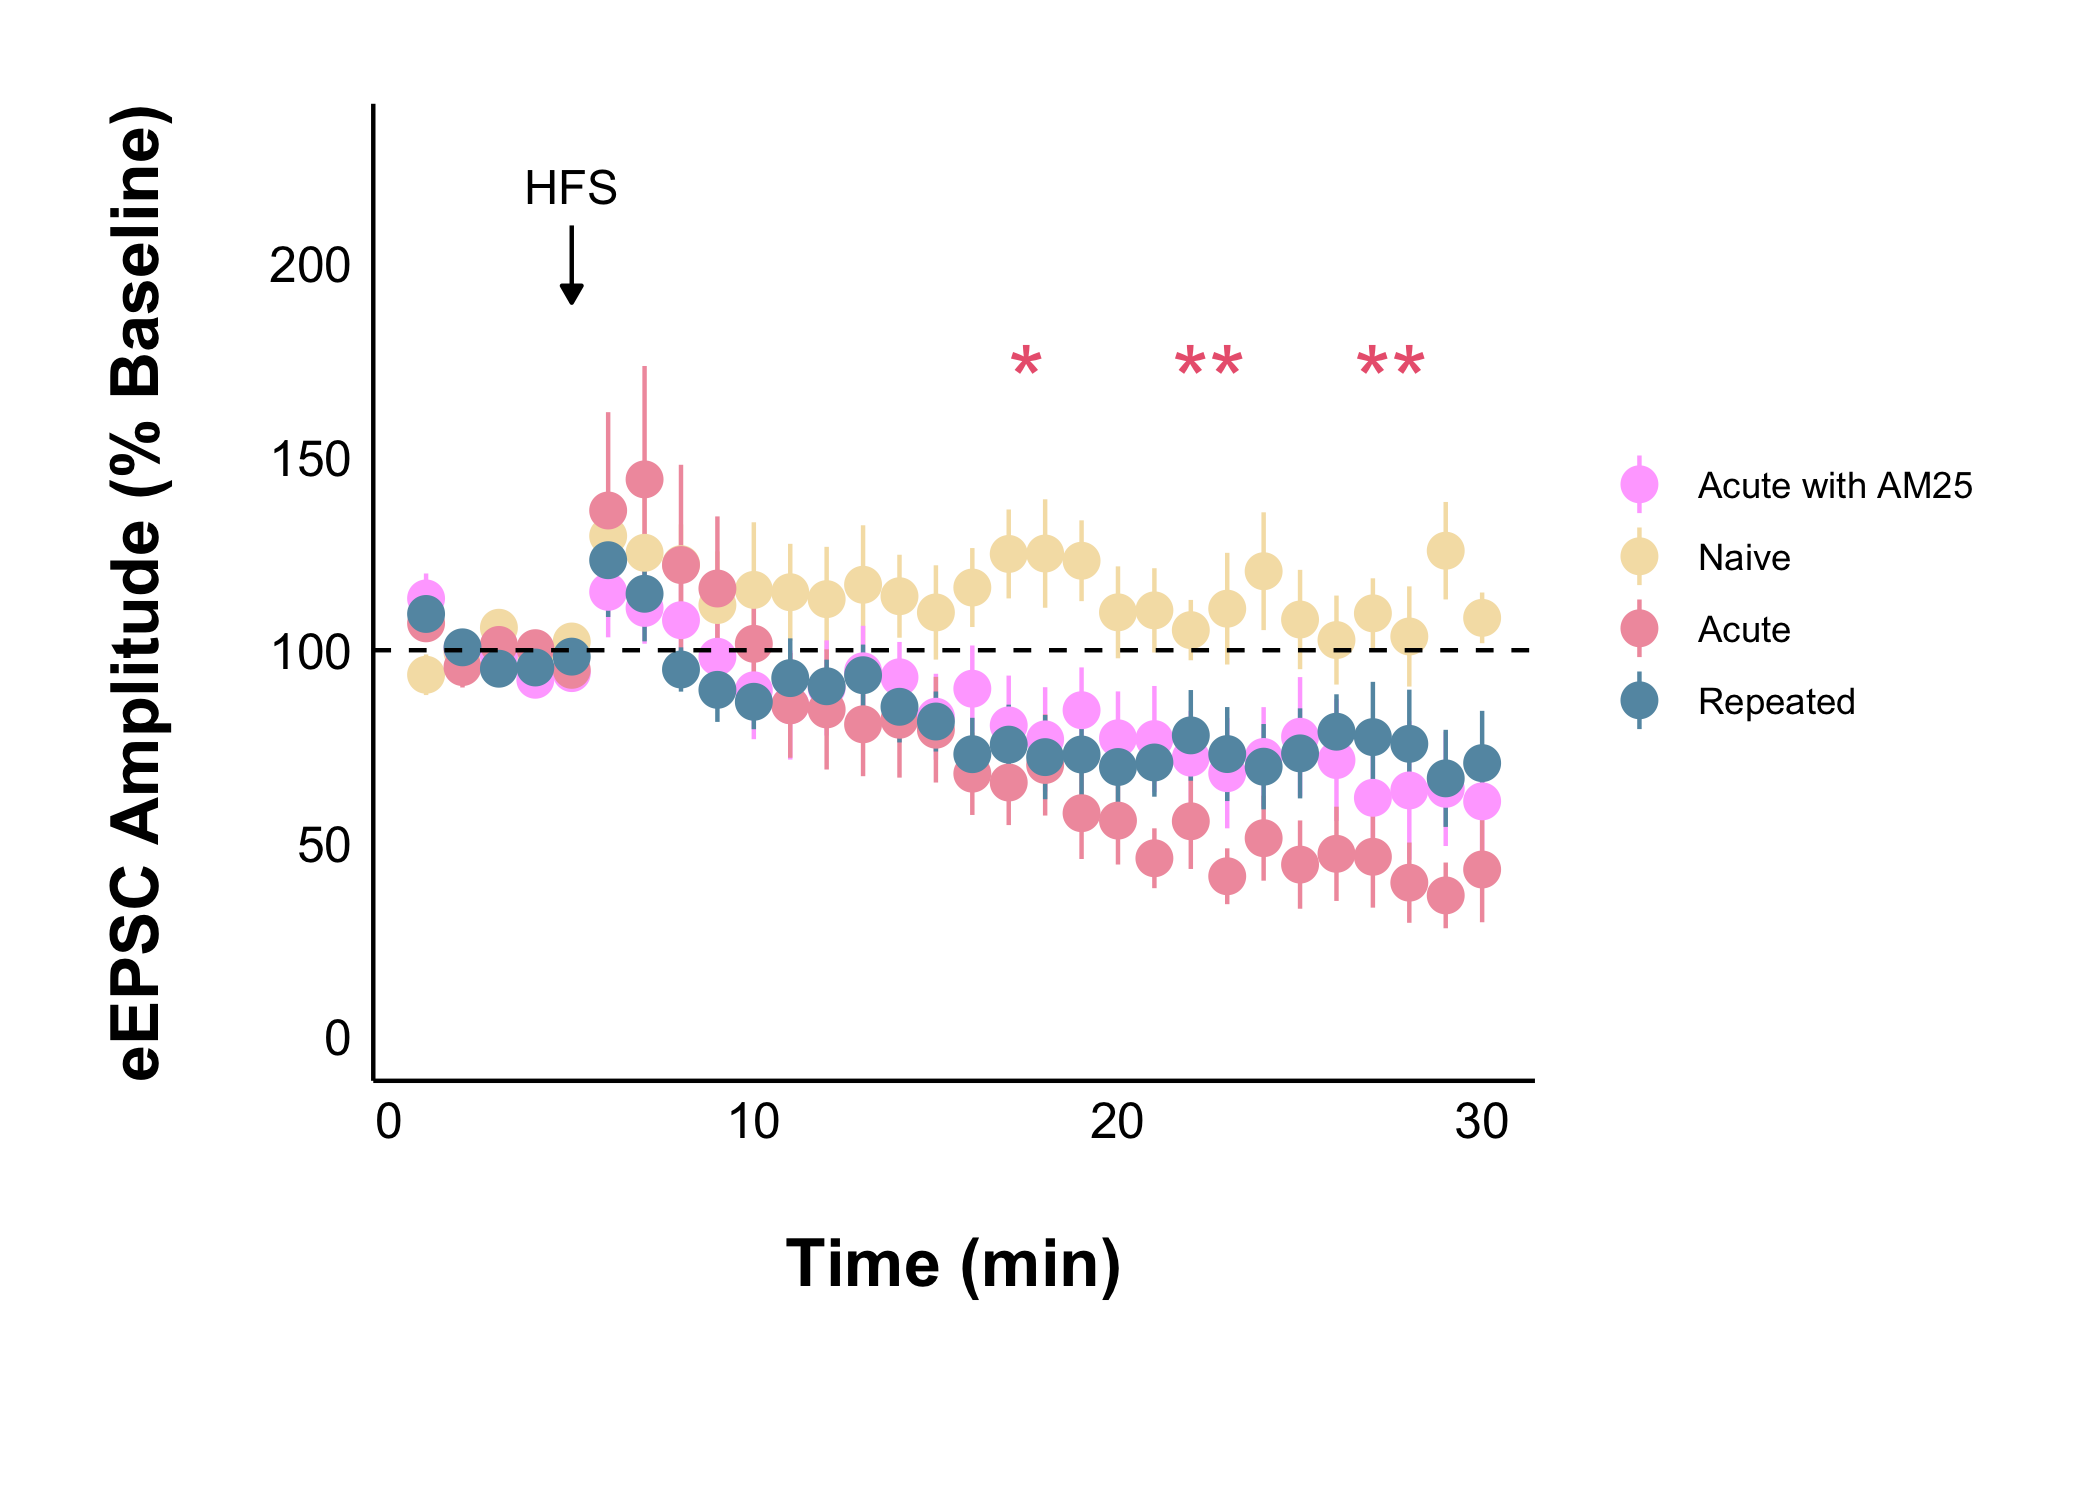 eEPSC Amplitude (% Baseline)
200
150
100
50
0
HFS
*
**
**
0 10 20 30
Time (min)
Acute with AM25
Naive
Acute
Repeated